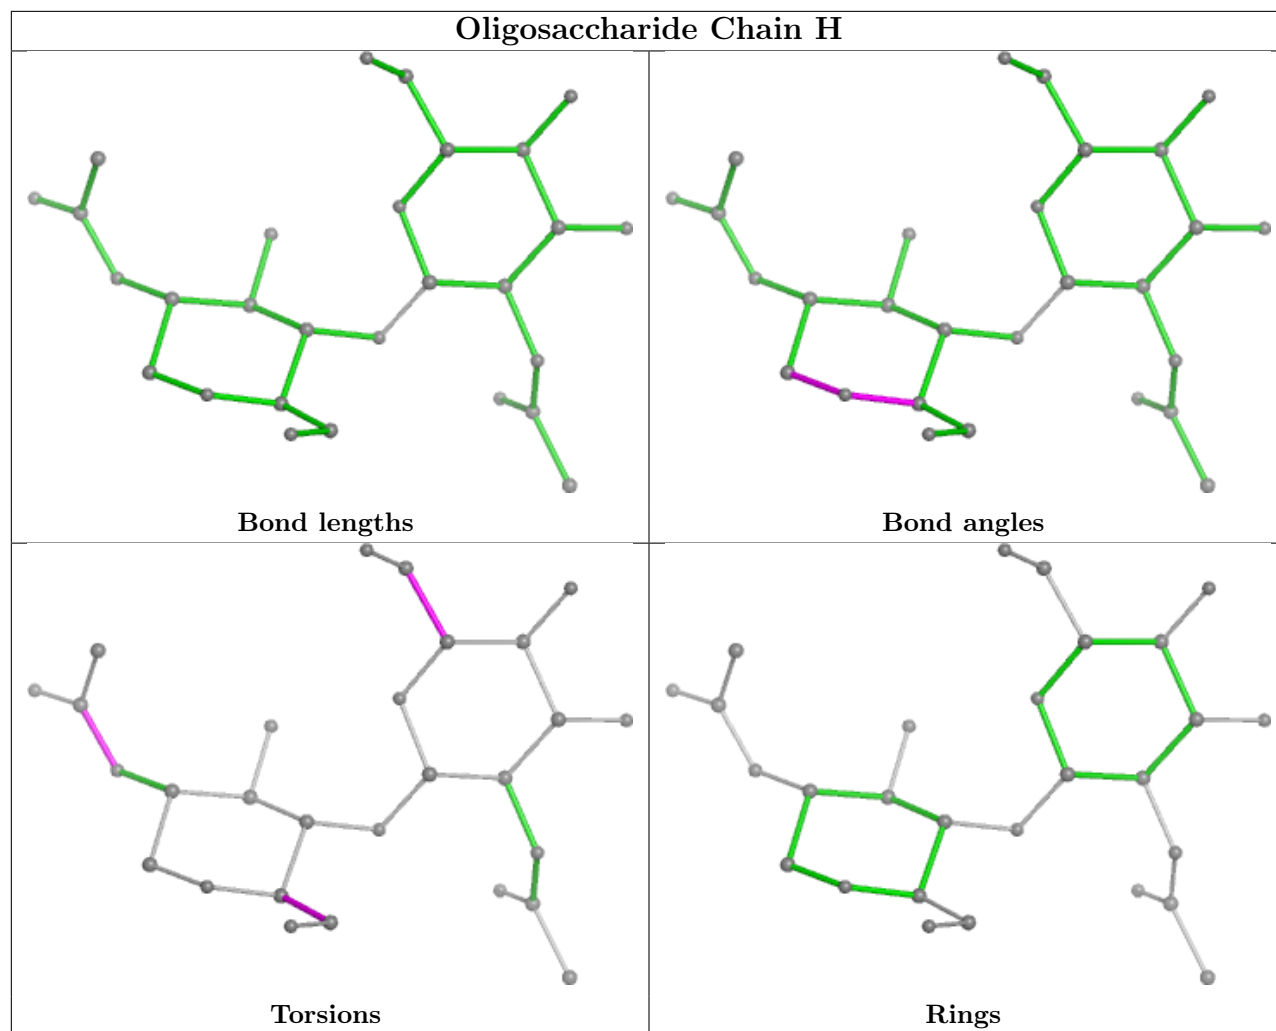 Oligosaccharide Chain H
Bond lengths
Bond angles
Torsions
Rings